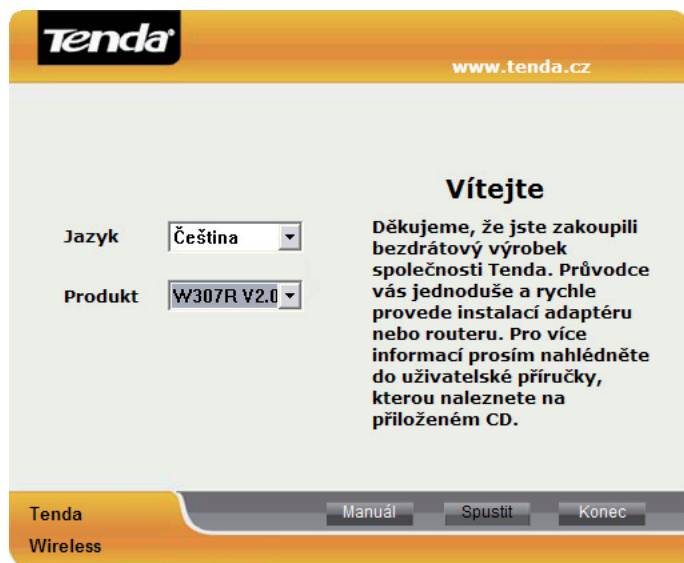 Tenda
www.tenda.cz
Vítejte
Jazyk
Čeština
Produkt
W307R V2.0
Děkujeme, že jste zakoupili
bezdrátový výrobek
společnosti Tenda. Průvodce
vás jednoduše a rychle
provede instalací adaptéru
nebo routeru. Pro více
informací prosím nahlédněte
do uživatelské příručky,
kterou naleznete na
přiloženém CD.
Tenda
Wireless
Manuál
Spustit
Konec